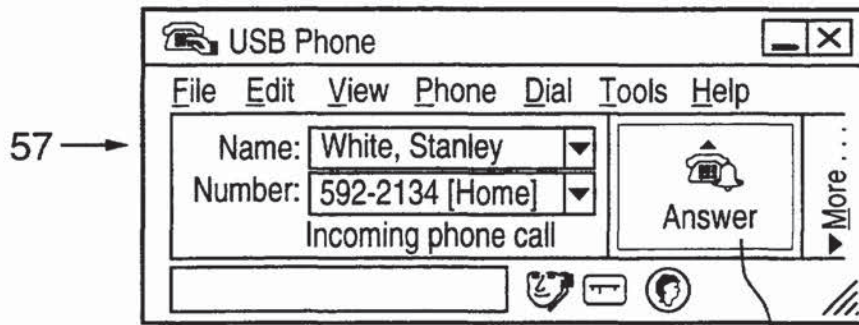 USB Phone
File Edit View Phone Dial Tools Help
57
Name: White, Stanley
Number: 592-2134 [Home]
Incoming phone call
Answer
More ...